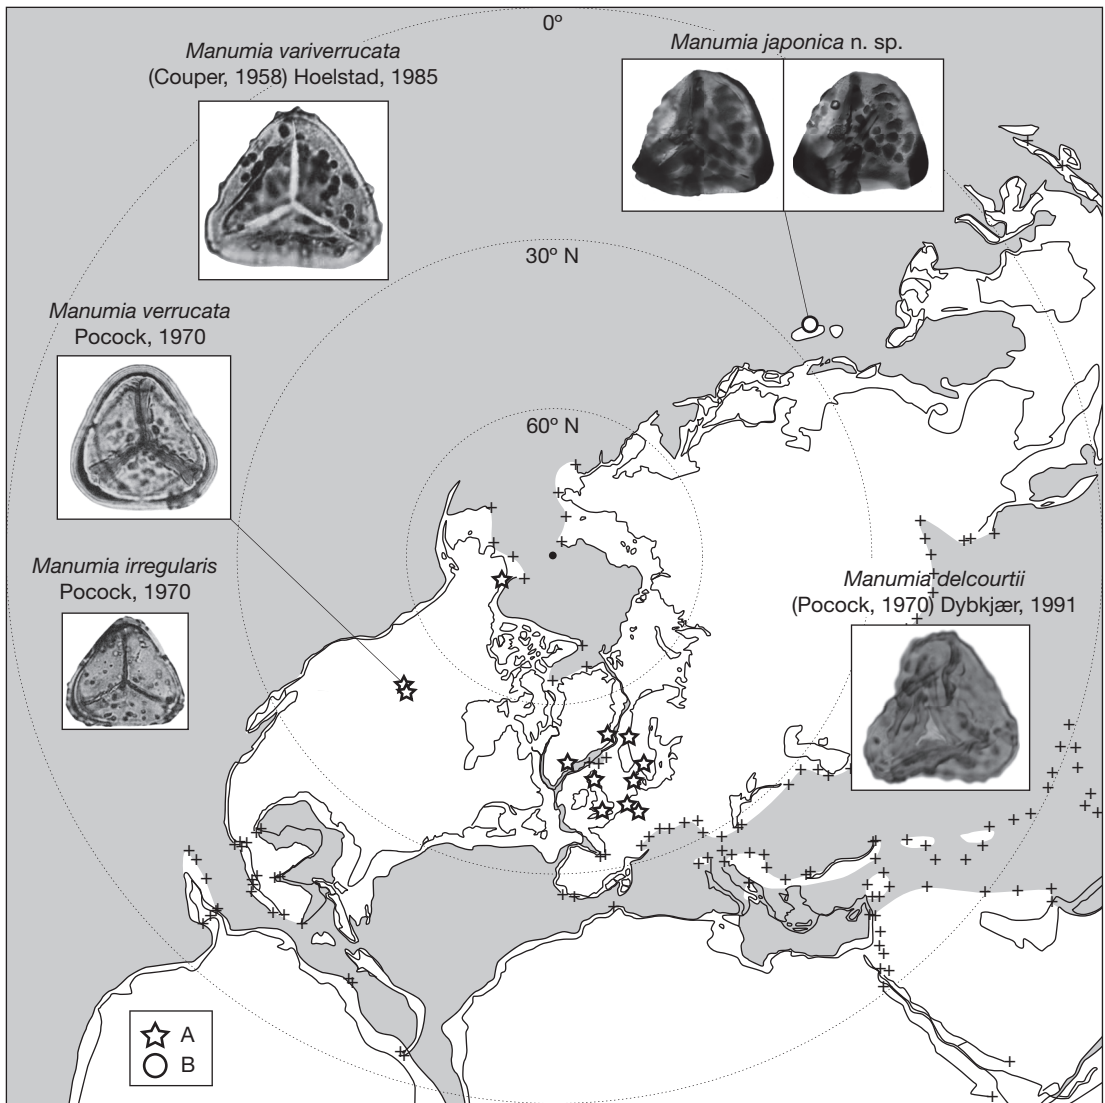 0º
Manumia variverrucata
(Couper, 1958) Hoelstad, 1985
Manumia japonica n. sp.
30º N
Manumia verrucata
Pocock, 1970
60º N
Manumia irregularis
Pocock, 1970
Manumia delcourtii
(Pocock, 1970) Dybkjær, 1991
A
B